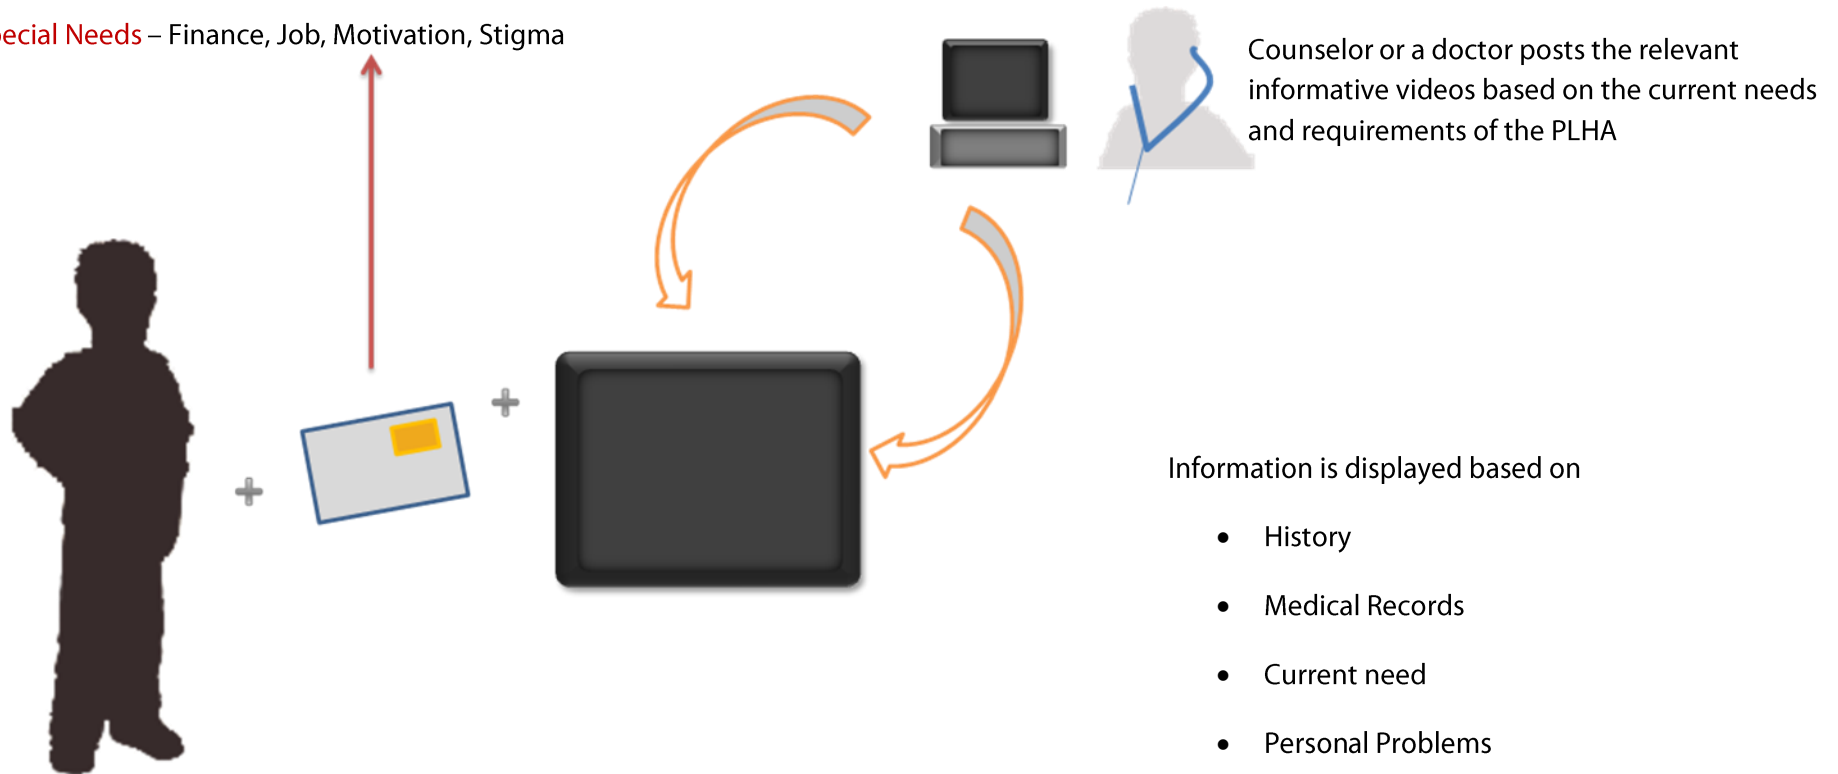 ecial Needs – Finance, Job, Motivation, Stigma
Counselor or a doctor posts the relevant
informative videos based on the current needs
and requirements of the PLHA
Information is displayed based on
• History
• Medical Records
• Current need
• Personal Problems